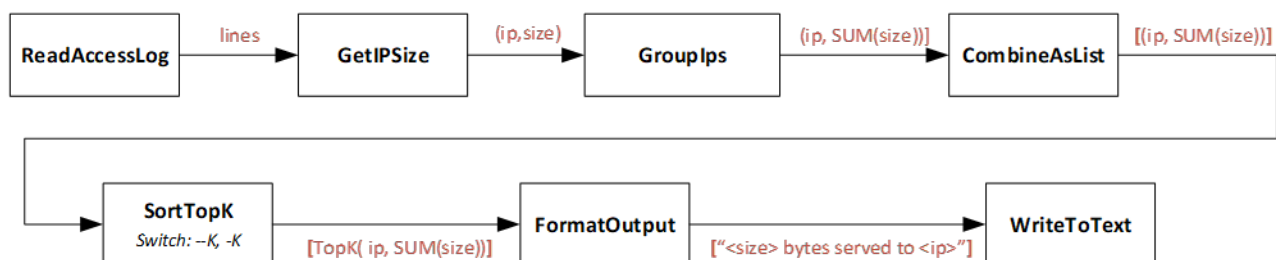 lines
(ip,size)
(ip, SUM(size))]
[(ip, SUM(size))]
ReadAccessLog
GetIPSize
GroupIps
CombineAsList
SortTopK
Switch: --K, -K
FormatOutput
WriteToText
[TopK( ip, SUM(size))]
[“<size> bytes served to <ip>”]